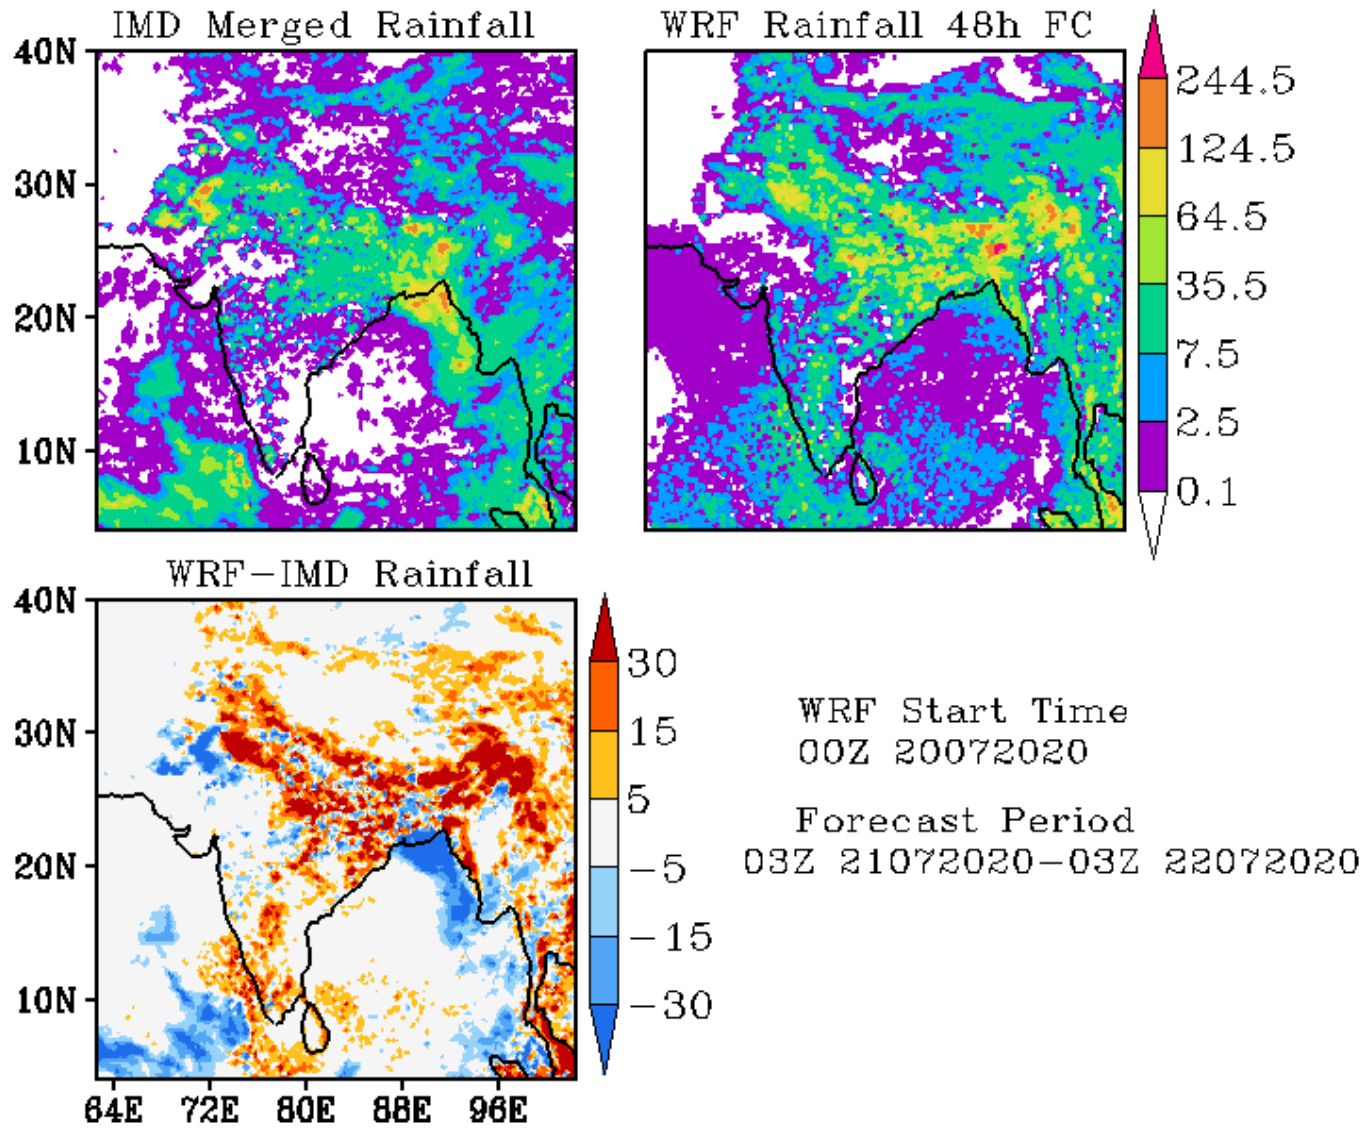 IMD Merged Rainfall
WRF Rainfall 48h FC
40N
30N
20N
10N
244.5
124.5
64.5
35.5
7.5
2.5
0.1
WRF-IMD Rainfall
40N
30N
20N
10N
64E 72E 80E 88E 96E
30
15
5
-5
-15
-30
WRF Start Time
00Z 20072020
Forecast Period
03Z 21072020-03Z 22072020